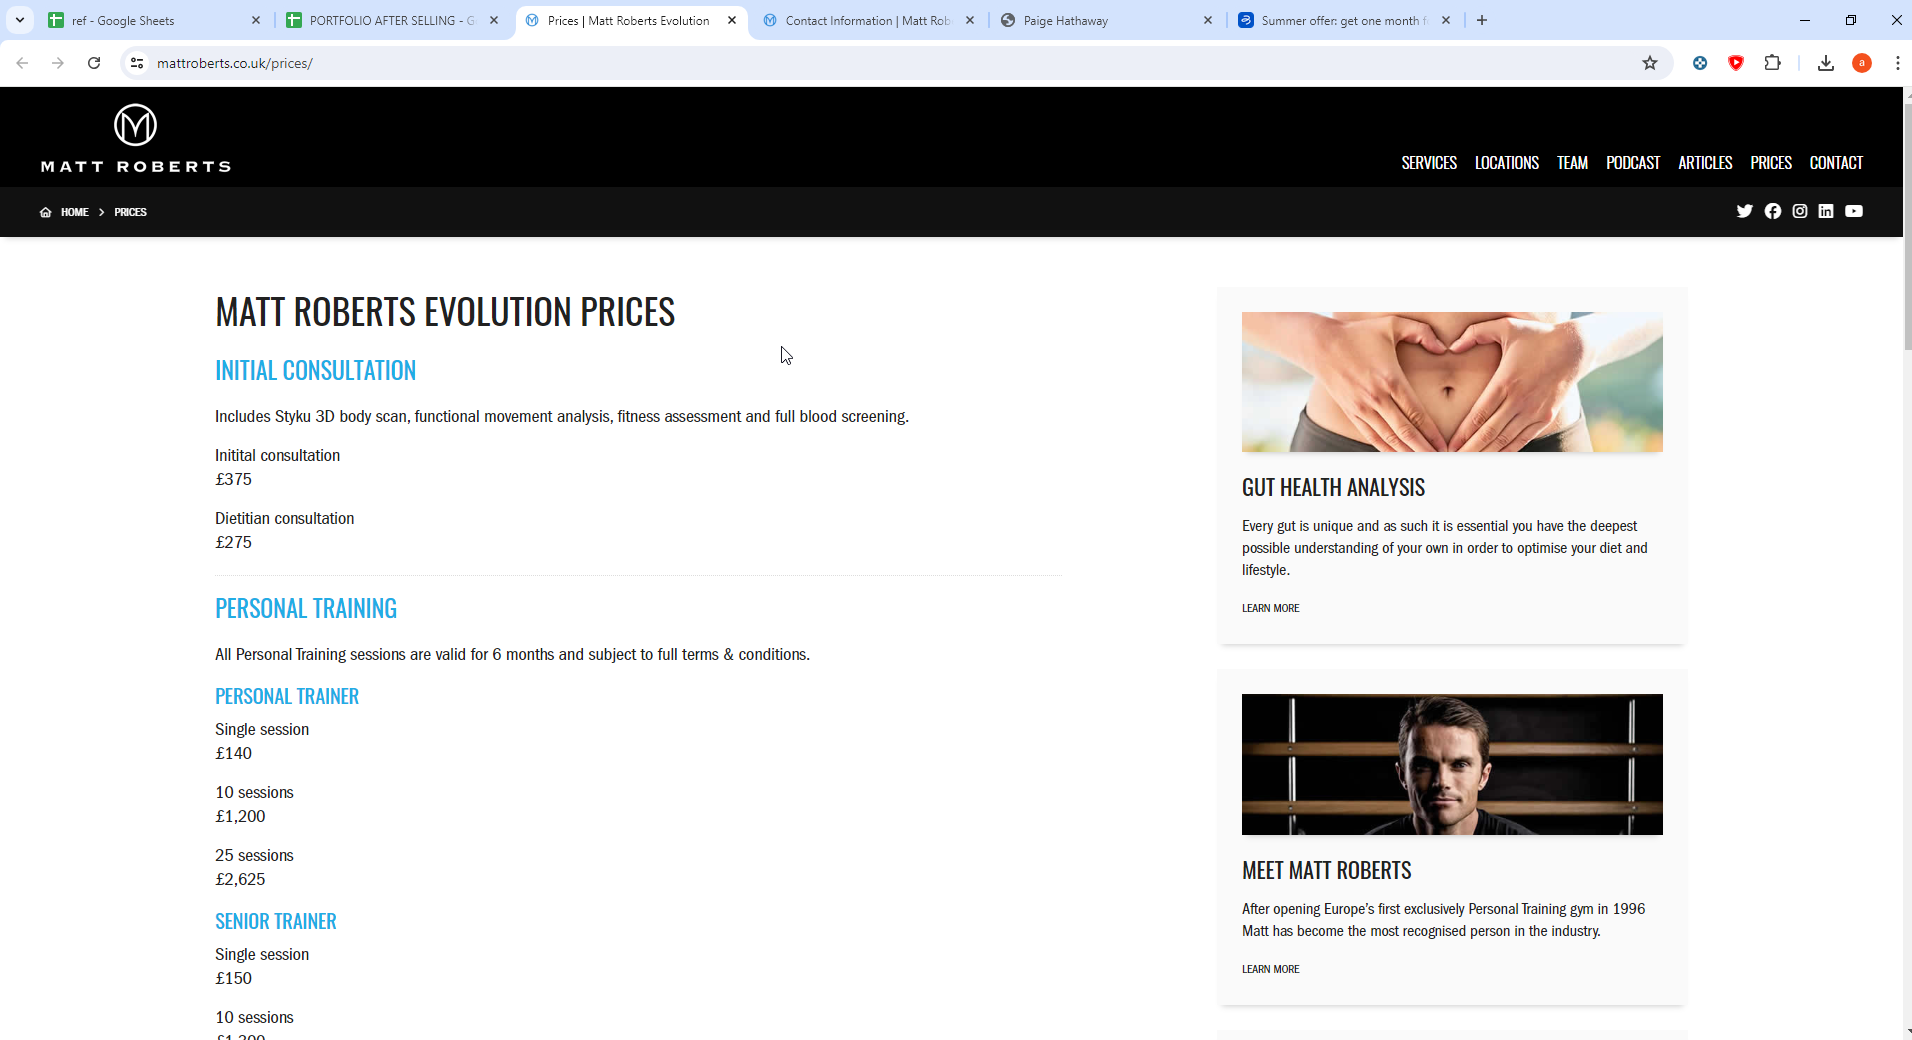 ref - Google Sheets
PORTFOLIO AFTER SELLING - G
Prices | Matt Roberts Evolution
Contact Information | Matt Rob
Paige Hathaway
Summer offer: get one month f
mattroberts.co.uk/prices/
a
MATT ROBERTS
SERVICES LOCATIONS TEAM PODCAST ARTICLES PRICES CONTACT
HOME > PRICES
MATT ROBERTS EVOLUTION PRICES
INITIAL CONSULTATION
Includes Styku 3D body scan, functional movement analysis, fitness assessment and full blood screening.
Initital consultation
£375
Dietitian consultation
£275
PERSONAL TRAINING
All Personal Training sessions are valid for 6 months and subject to full terms & conditions.
PERSONAL TRAINER
Single session
£140
10 sessions
£1,200
25 sessions
£2,625
SENIOR TRAINER
Single session
£150
10 sessions
GUT HEALTH ANALYSIS
Every gut is unique and as such it is essential you have the deepest
possible understanding of your own in order to optimise your diet and
lifestyle.
LEARN MORE
MEET MATT ROBERTS
After opening Europe's first exclusively Personal Training gym in 1996
Matt has become the most recognised person in the industry.
LEARN MORE